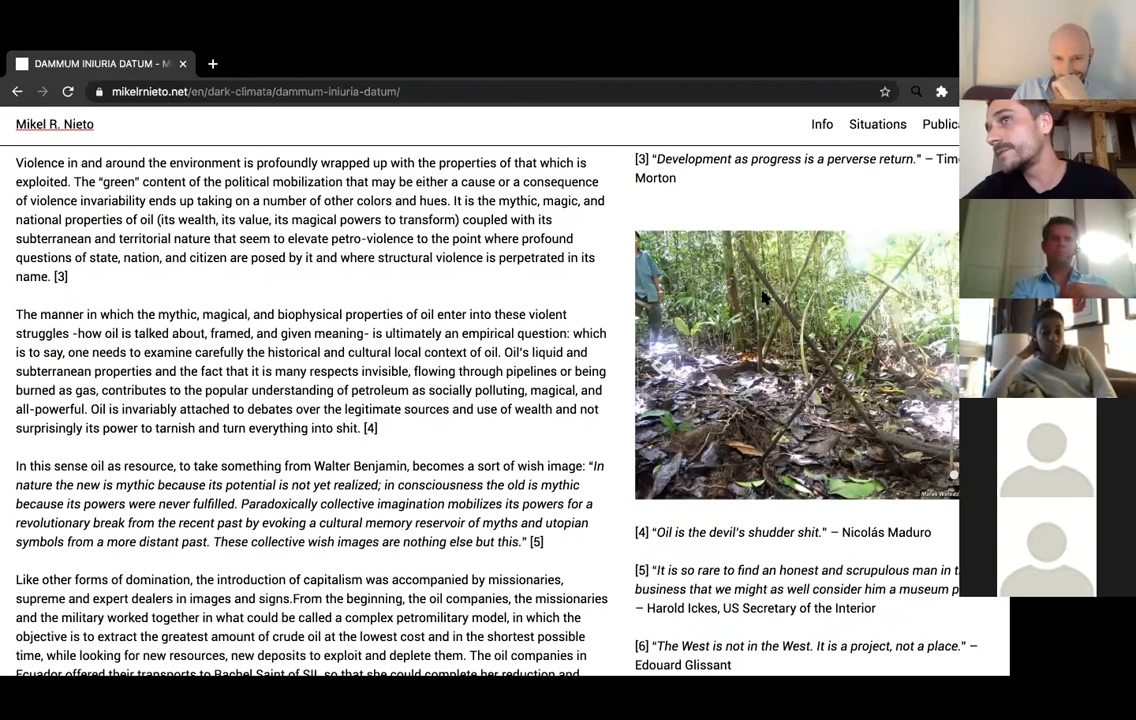 DAMMUM INIURIA DATUM - M
mikelrnieto.net/en/dark-climata/dammum-iniuria-datum/
Mikel R. Nieto
Info Situations Publica
Violence in and around the environment is profoundly wrapped up with the properties of that which is
exploited. The “green” content of the political mobilization that may be either a cause or a consequence
of violence invariability ends up taking on a number of other colors and hues. It is the mythic, magic, and
national properties of oil (its wealth, its value, its magical powers to transform) coupled with its
subterranean and territorial nature that seem to elevate petro-violence to the point where profound
questions of state, nation, and citizen are posed by it and where structural violence is perpetrated in its
name. [3]
The manner in which the mythic, magical, and biophysical properties of oil enter into these violent
struggles -how oil is talked about, framed, and given meaning- is ultimately an empirical question: which
is to say, one needs to examine carefully the historical and cultural local context of oil. Oil's liquid and
subterranean properties and the fact that it is many respects invisible, flowing through pipelines or being
burned as gas, contributes to the popular understanding of petroleum as socially polluting, magical, and
all-powerful. Oil is invariably attached to debates over the legitimate sources and use of wealth and not
surprisingly its power to tarnish and turn everything into shit. [4]
In this sense oil as resource, to take something from Walter Benjamin, becomes a sort of wish image: “In
nature the new is mythic because its potential is not yet realized; in consciousness the old is mythic
because its powers were never fulfilled. Paradoxically collective imagination mobilizes its powers for a
revolutionary break from the recent past by evoking a cultural memory reservoir of myths and utopian
symbols from a more distant past. These collective wish images are nothing else but this.” [5]
Like other forms of domination, the introduction of capitalism was accompanied by missionaries,
supreme and expert dealers in images and signs.From the beginning, the oil companies, the missionaries
and the military worked together in what could be called a complex petromilitary model, in which the
objective is to extract the greatest amount of crude oil at the lowest cost and in the shortest possible
time, while looking for new resources, new deposits to exploit and deplete them. The oil companies in
Ecuador offered their transports to Rachel Saint of SIL, so that she could complete her reduction and
[3] “Development as progress is a perverse return.” – Tim
Morton
[4] “Oil is the devil's shudder shit.” – Nicolás Maduro
[5] “It is so rare to find an honest and scrupulous man in t
business that we might as well consider him a museum p
– Harold Ickes, US Secretary of the Interior
[6] “The West is not in the West. It is a project, not a place.” –
Edouard Glissant